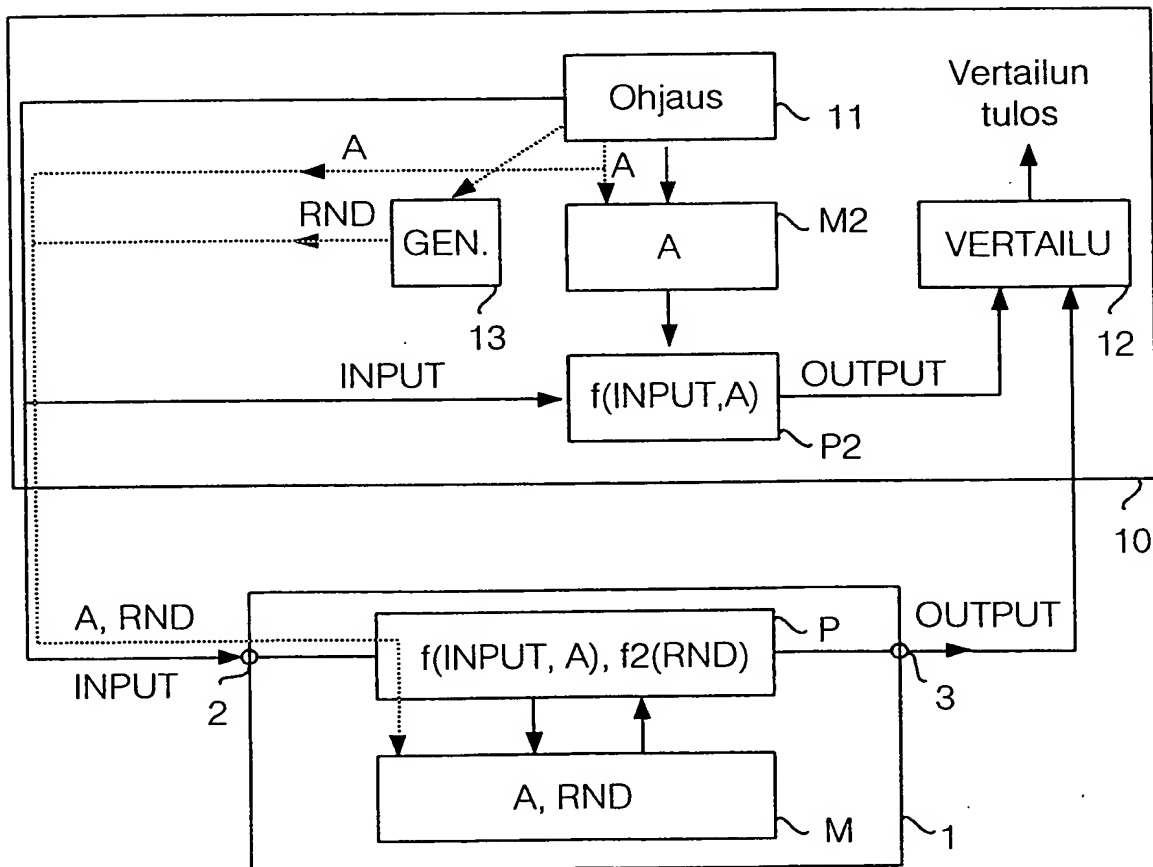 Ohjaus
11
Vertailun
tulos
A
A
RND
GEN.
13
A
M2
VERTAILU
12
INPUT
f(INPUT,A)
OUTPUT
P2
10
A, RND
INPUT
2
f(INPUT, A), f2(RND)
P
OUTPUT
3
A, RND
M
1